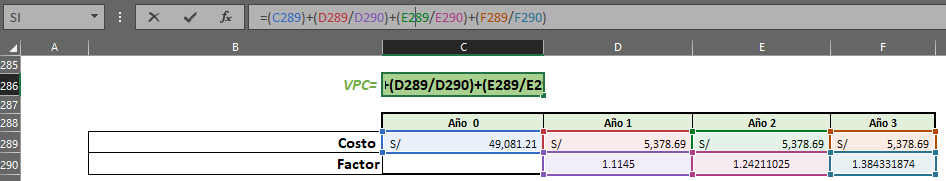 SI fx =(C289)+(D289/D290)+(E289/E290)+(F289/F290)
A B C D E F
285
286 VPC= +(D289/D290)+(E289/E29
287
288 Año 0 Año 1 Año 2 Año 3
289 Costo S/ 49,081.21 S/ 5,378.69 S/ 5,378.69 S/ 5,378.69
290 Factor 1.1145 1.24211025 1.384331874